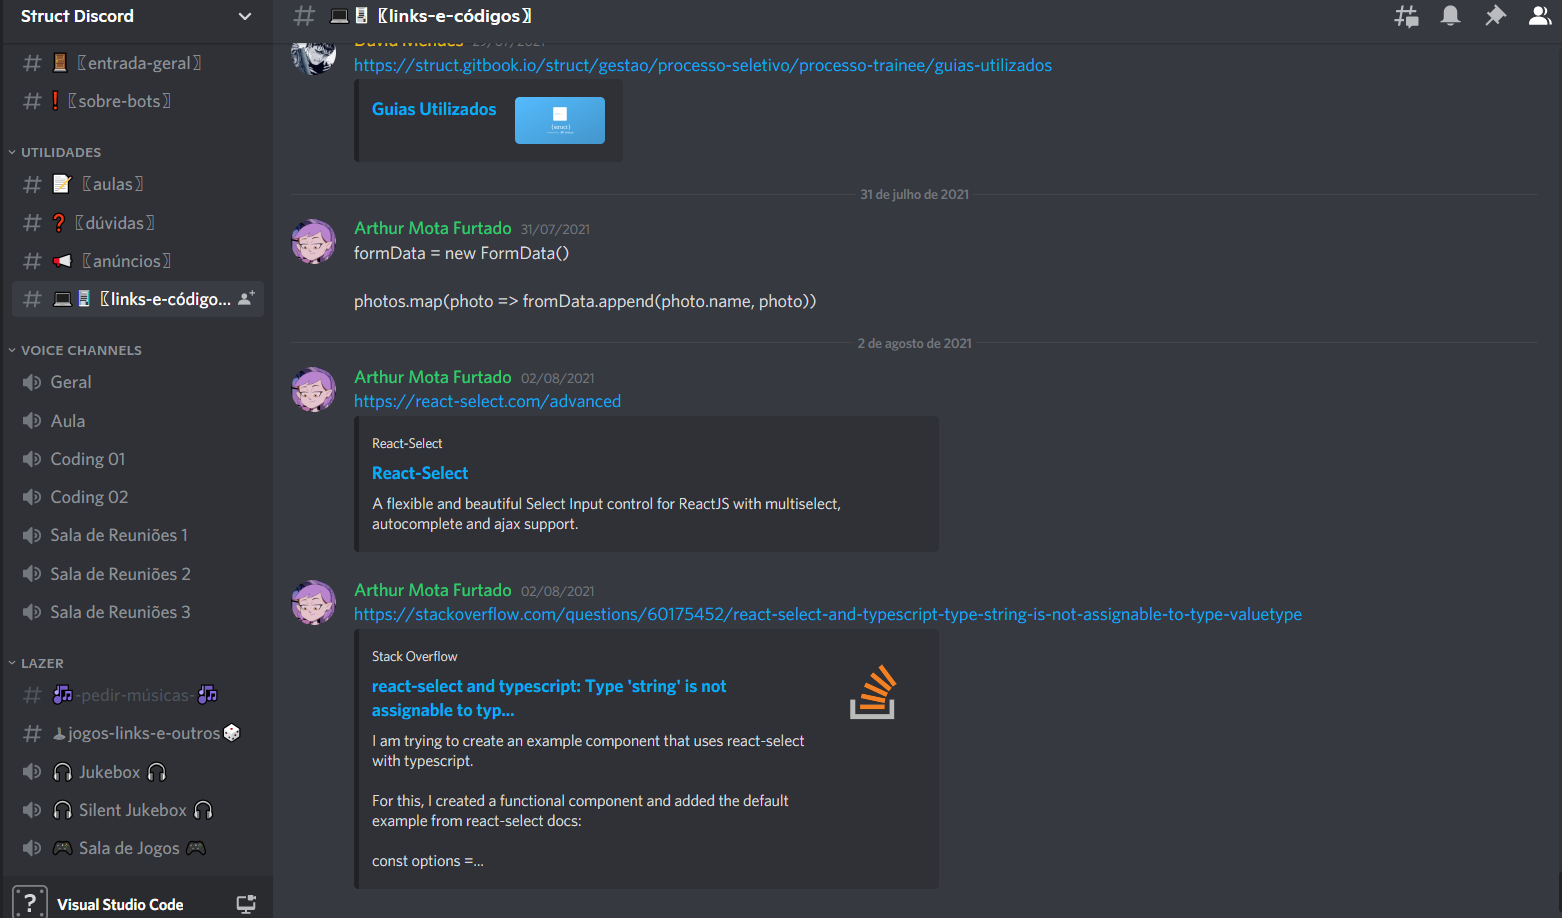 Struct Discord
〖entrada-geral〗
〖sobre-bots〗
UTILIDADES
〖aulas〗
〖dúvidas〗
〖anúncios〗
〖links-e-código...
VOICE CHANNELS
Geral
Aula
Coding 01
Coding 02
Sala de Reuniões 1
Sala de Reuniões 2
Sala de Reuniões 3
LAZER
-pedir-músicas-
jogos-links-e-outros
Jukebox
Silent Jukebox
Sala de Jogos
Visual Studio Code
〖links-e-códigos〗
David Mendes 29/07/2021
https://struct.gitbook.io/struct/gestao/processo-seletivo/processo-trainee/guias-utilizados
Guias Utilizados
{struct}
31 de julho de 2021
Arthur Mota Furtado 31/07/2021
formData = new FormData()
photos.map(photo => fromData.append(photo.name, photo))
2 de agosto de 2021
Arthur Mota Furtado 02/08/2021
https://react-select.com/advanced
React-Select
React-Select
A flexible and beautiful Select Input control for ReactJS with multiselect,
autocomplete and ajax support.
Arthur Mota Furtado 02/08/2021
https://stackoverflow.com/questions/60175452/react-select-and-typescript-type-string-is-not-assignable-to-type-valuetype
Stack Overflow
react-select and typescript: Type 'string' is not
assignable to typ...
I am trying to create an example component that uses react-select
with typescript.
For this, I created a functional component and added the default
example from react-select docs:
const options =...